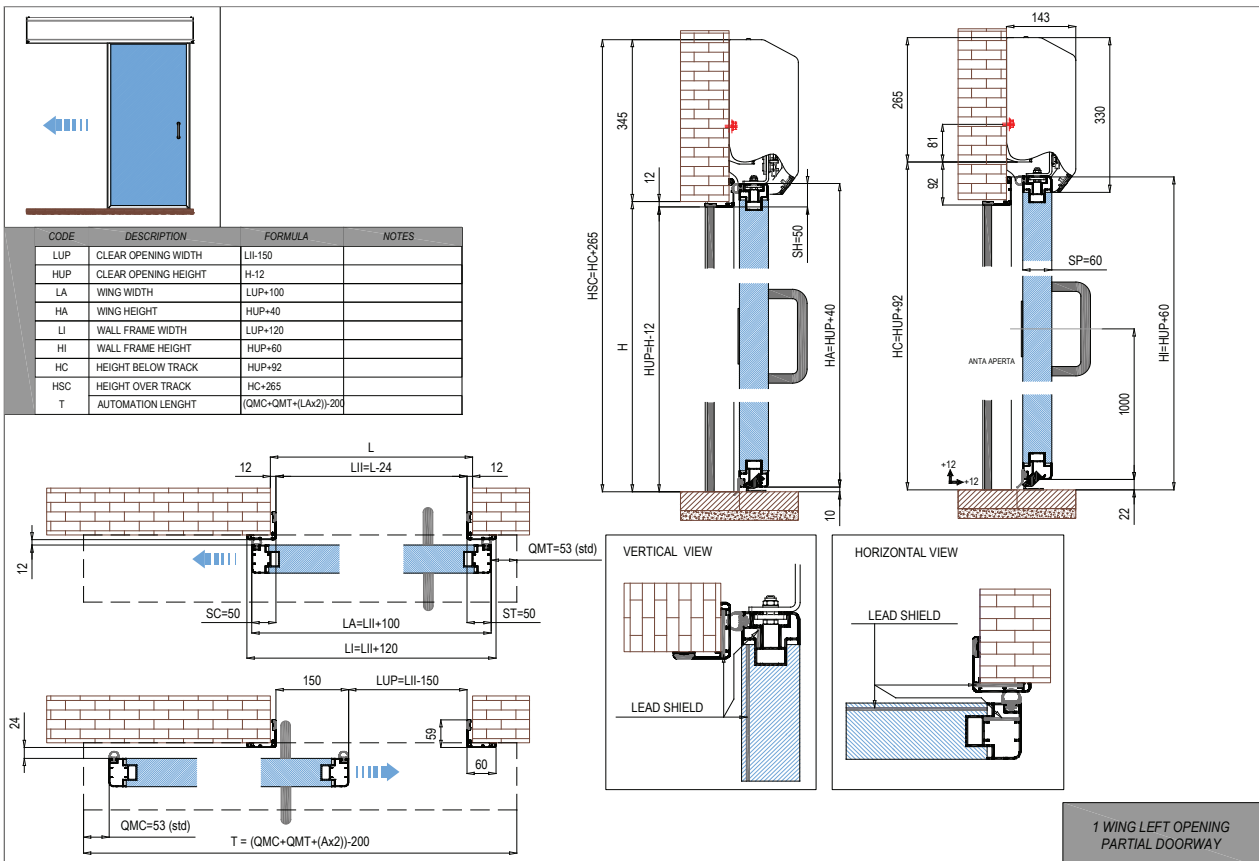 CODE DESCRIPTION FORMULA NOTES
LUP CLEAR OPENING WIDTH LII-150
HUP CLEAR OPENING HEIGHT H-12
LA WING WIDTH LUP+100
HA WING HEIGHT HUP+40
LI WALL FRAME WIDTH LUP+120
HI WALL FRAME HEIGHT HUP+60
HC HEIGHT BELOW TRACK HUP+92
HSC HEIGHT OVER TRACK HC+265
T AUTOMATION LENGHT (QMC+QMT+(LAx2))-200
L
12 LII=L-24 12
12
QMT=53 (std)
SC=50 ST=50
LA=LII+100
LI=LII+120
150 LUP=LII-150
24
59
60
QMC=53 (std)
T = (QMC+QMT+(Ax2))-200
345
12
HSC=HC+265
H
HUP=H-12
SH=50
HA=HUP+40
10
143
265
330
81
92
SP=60
HC=HUP+92
HI=HUP+60
ANTA APERTA
1000
+12
+12
22
VERTICAL VIEW
LEAD SHIELD
HORIZONTAL VIEW
LEAD SHIELD
1 WING LEFT OPENING
PARTIAL DOORWAY